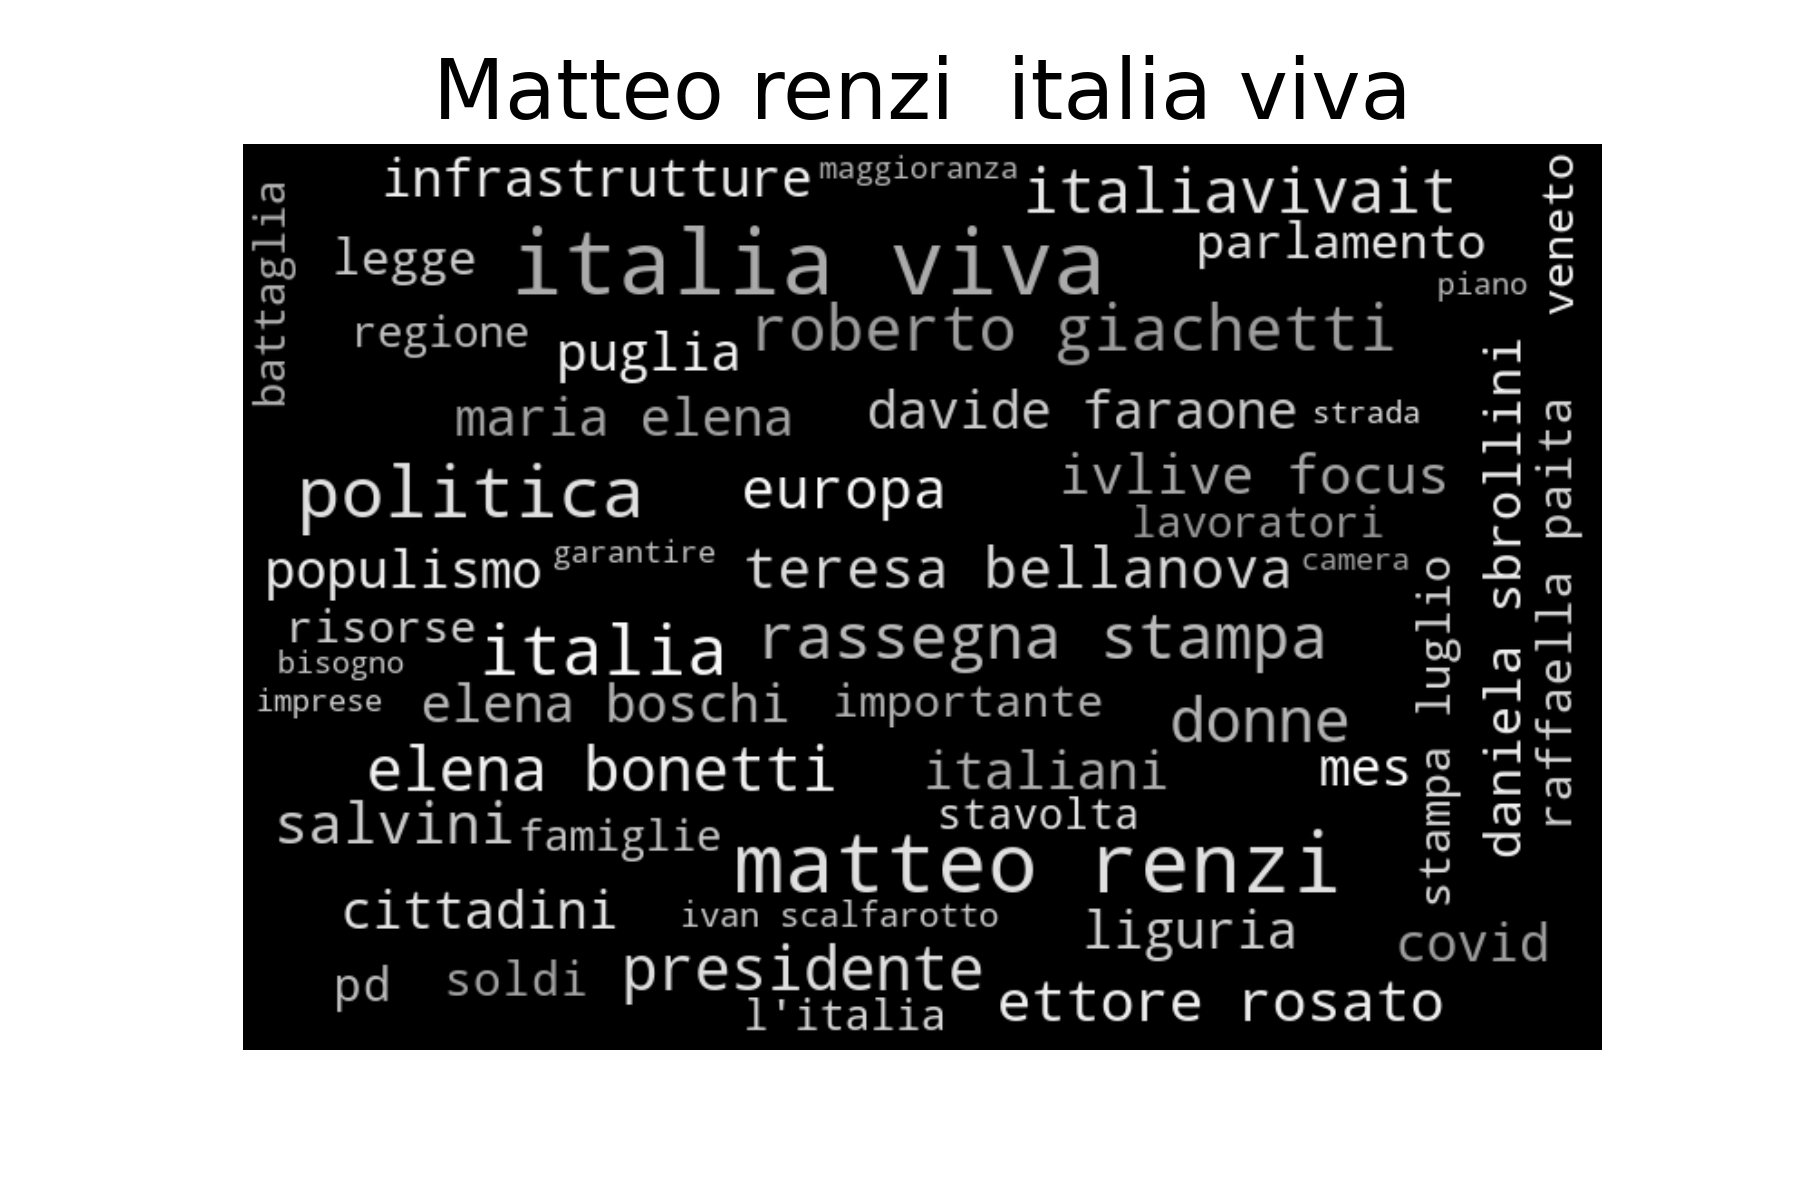 Matteo renzi  italia viva
infrastrutture
maggioranza
italiavivait
veneto
battaglia
legge
italia viva
parlamento
piano
regione
puglia
roberto giachetti
maria elena
davide faraone
strada
daniela sbrollini
raffaella paita
politica
europa
ivlive focus
lavoratori
populismo
garantire
teresa bellanova
camera
stampa luglio
risorse
italia
rassegna stampa
bisogno
imprese
elena boschi
importante
donne
elena bonetti
italiani
mes
salvini
famiglie
stavolta
matteo renzi
cittadini
ivan scalfarotto
liguria
covid
pd
soldi
presidente
l'italia
ettore rosato